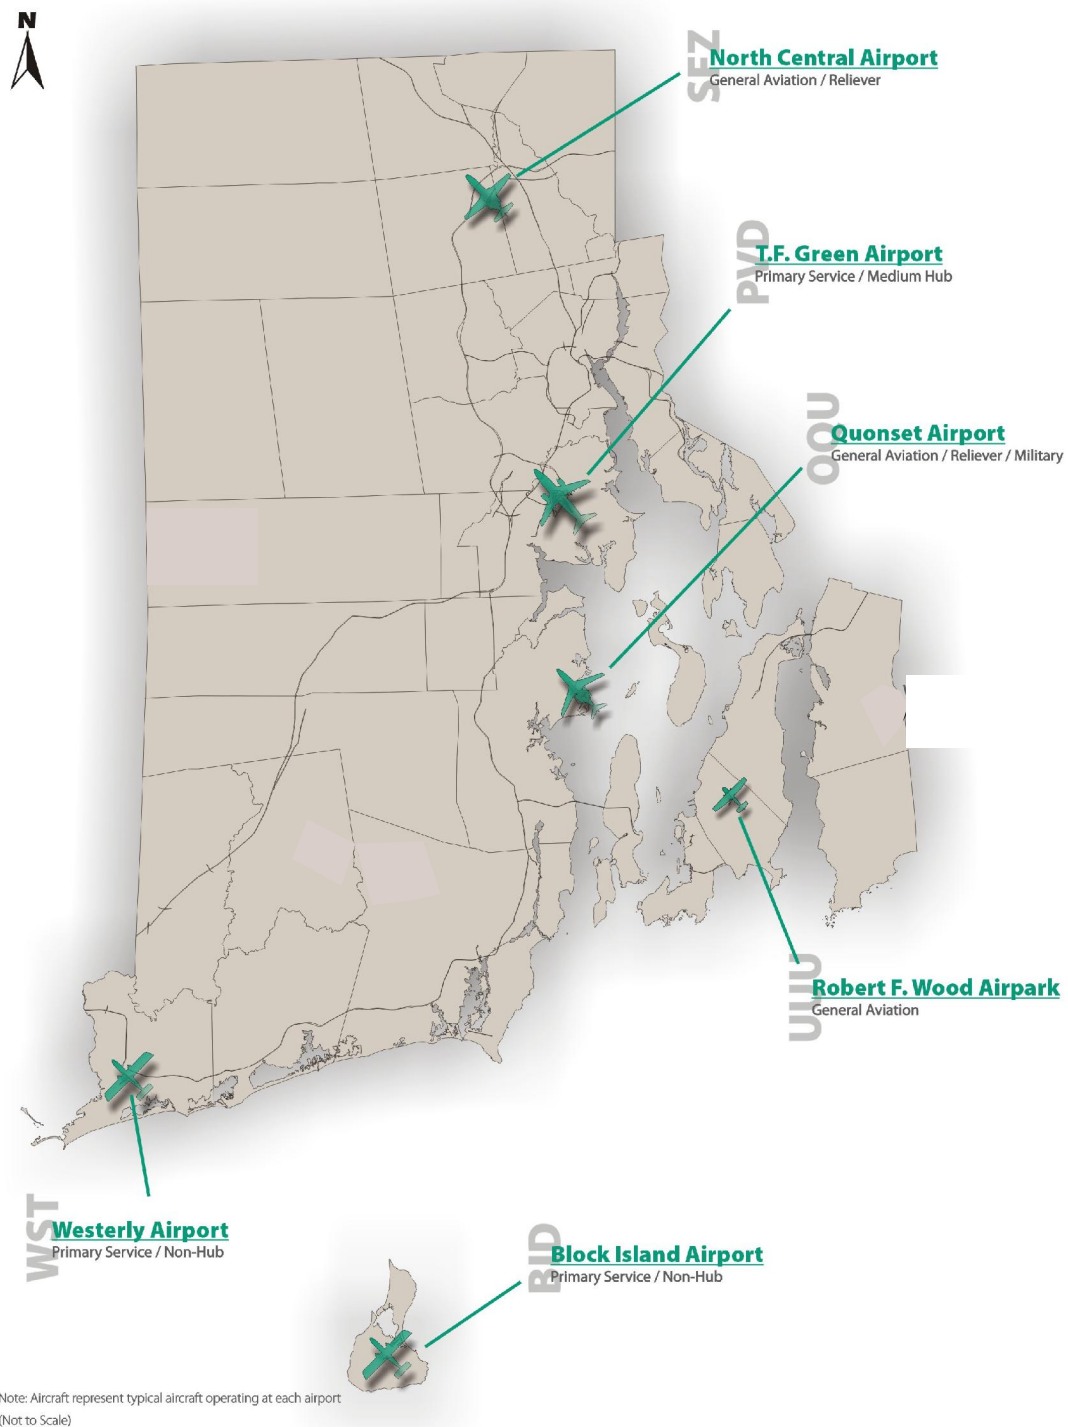 N
SFZ
North Central Airport
General Aviation / Reliever
PVD
T.F. Green Airport
Primary Service / Medium Hub
OQU
Quonset Airport
General Aviation / Reliever / Military
UUU
Robert F. Wood Airpark
General Aviation
WST
Westerly Airport
Primary Service / Non-Hub
BID
Block Island Airport
Primary Service / Non-Hub
Note: Aircraft represent typical aircraft operating at each airport
(Not to Scale)